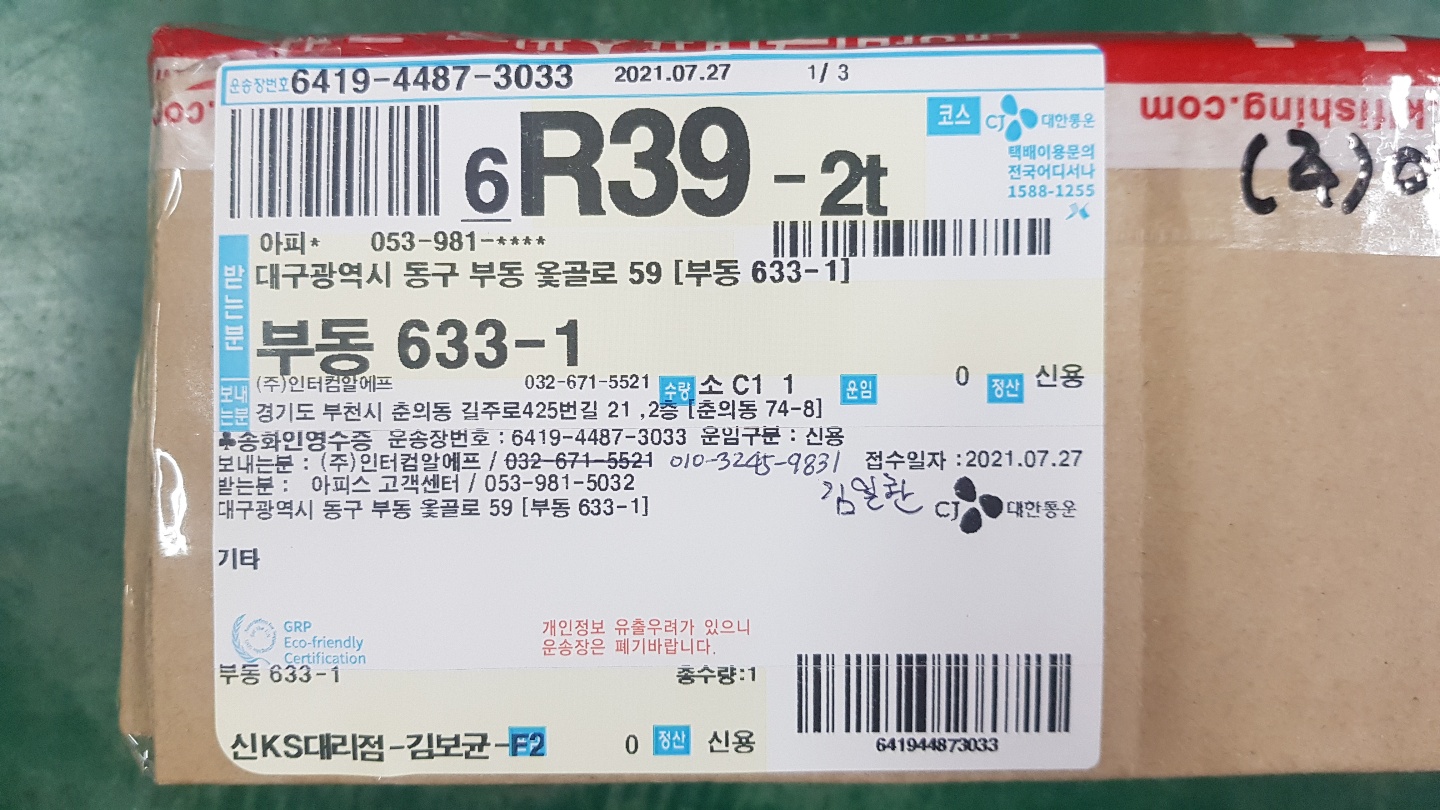 운송장번호 6419-4487-3033 2021.07.27 1/ 3
6R39-2t
코스 CJ 대한통운
택배이용문의
전국어디서나
1588-1255
kfishing.com
(주)
받는분
아피* 053-981-****
대구광역시 동구 부동 옻골로 59 [부동 633-1]
부동 633-1
보내는분
(주)인터컴알에프 032-671-5521 수량 소 C1 1 운임 0 정산 신용
경기도 부천시 춘의동 길주로425번길 21 ,2층 [춘의동 74-8]
♣송화인영수증 운송장번호 : 6419-4487-3033 운임구분 : 신용
보내는분 : (주)인터컴알에프 / 032-671-5521 010-3245-9831 접수일자 :2021.07.27
받는분 : 아피스 고객센터 / 053-981-5032 김일환
대구광역시 동구 부동 옻골로 59 [부동 633-1] CJ 대한통운
기타
GRP
Eco-friendly
Certification
개인정보 유출우려가 있으니
운송장은 폐기바랍니다.
부동 633-1 총수량:1
신KS대리점-김보균-F2 0 정산 신용
641944873033